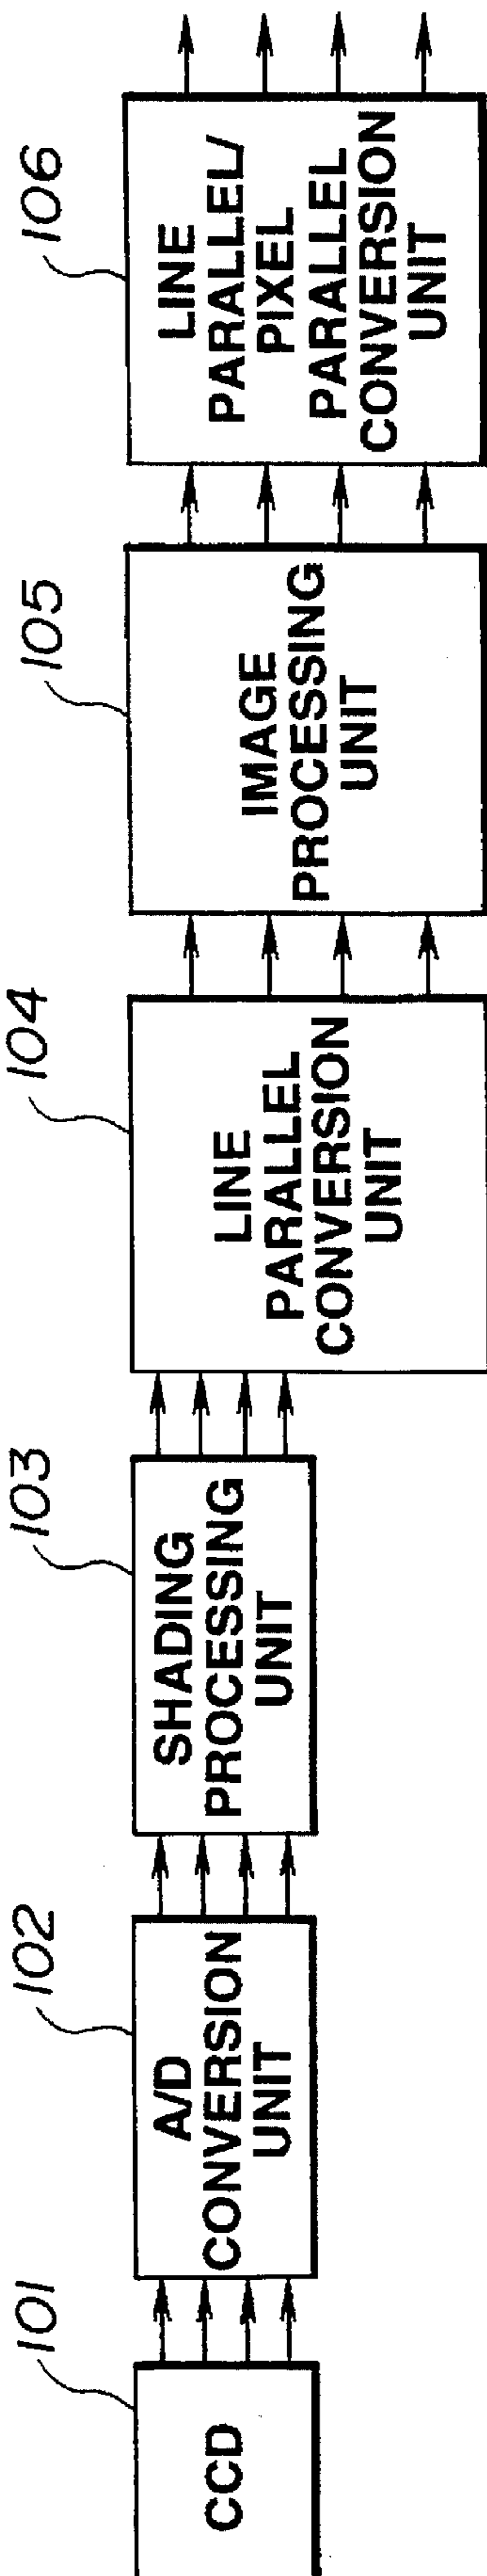 101
CCD
102
A/D
CONVERSION
UNIT
103
SHADING
PROCESSING
UNIT
104
LINE
PARALLEL
CONVERSION
UNIT
105
IMAGE
PROCESSING
UNIT
106
LINE
PARALLEL/
PIXEL
PARALLEL
CONVERSION
UNIT